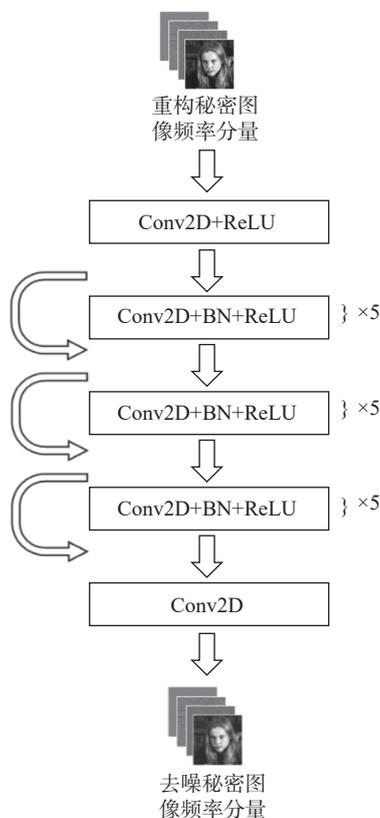 重构秘密图
像频率分量
Conv2D+ReLU
Conv2D+BN+ReLU } ×5
Conv2D+BN+ReLU } ×5
Conv2D+BN+ReLU } ×5
Conv2D
去噪秘密图
像频率分量